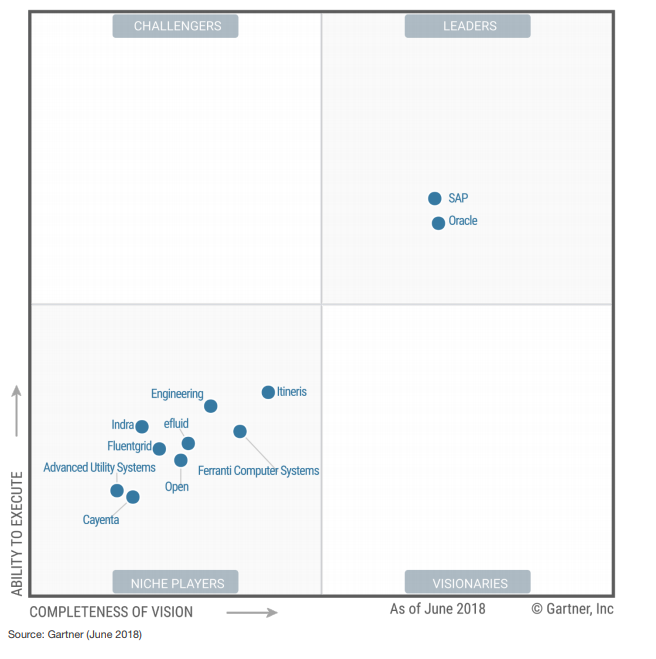 CHALLENGERS
LEADERS
SAP
Oracle
Itineris
Engineering
Indra
efluid
Fluentgrid
Advanced Utility Systems
Ferranti Computer Systems
Open
Cayenta
NICHE PLAYERS
VISIONARIES
ABILITY TO EXECUTE
COMPLETENESS OF VISION
As of June 2018
© Gartner, Inc
Source: Gartner (June 2018)